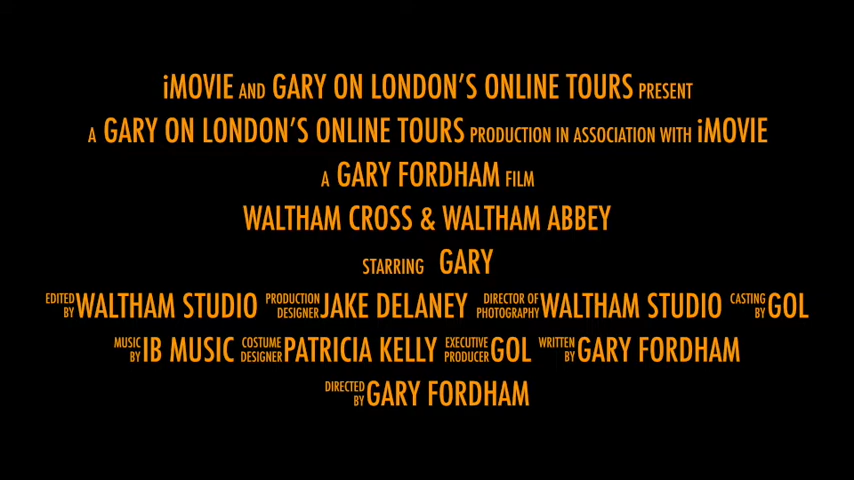 iMOVIE AND GARY ON LONDON'S ONLINE TOURS PRESENT
A GARY ON LONDON'S ONLINE TOURS PRODUCTION IN ASSOCIATION WITH iMOVIE
A GARY FORDHAM FILM
WALTHAM CROSS & WALTHAM ABBEY
STARRING GARY
EDITED BY WALTHAM STUDIO PRODUCTION DESIGNER JAKE DELANEY DIRECTOR OF PHOTOGRAPHY WALTHAM STUDIO CASTING BY GOL
MUSIC BY IB MUSIC COSTUME DESIGNER PATRICIA KELLY EXECUTIVE PRODUCER GOL WRITTEN BY GARY FORDHAM
DIRECTED BY GARY FORDHAM